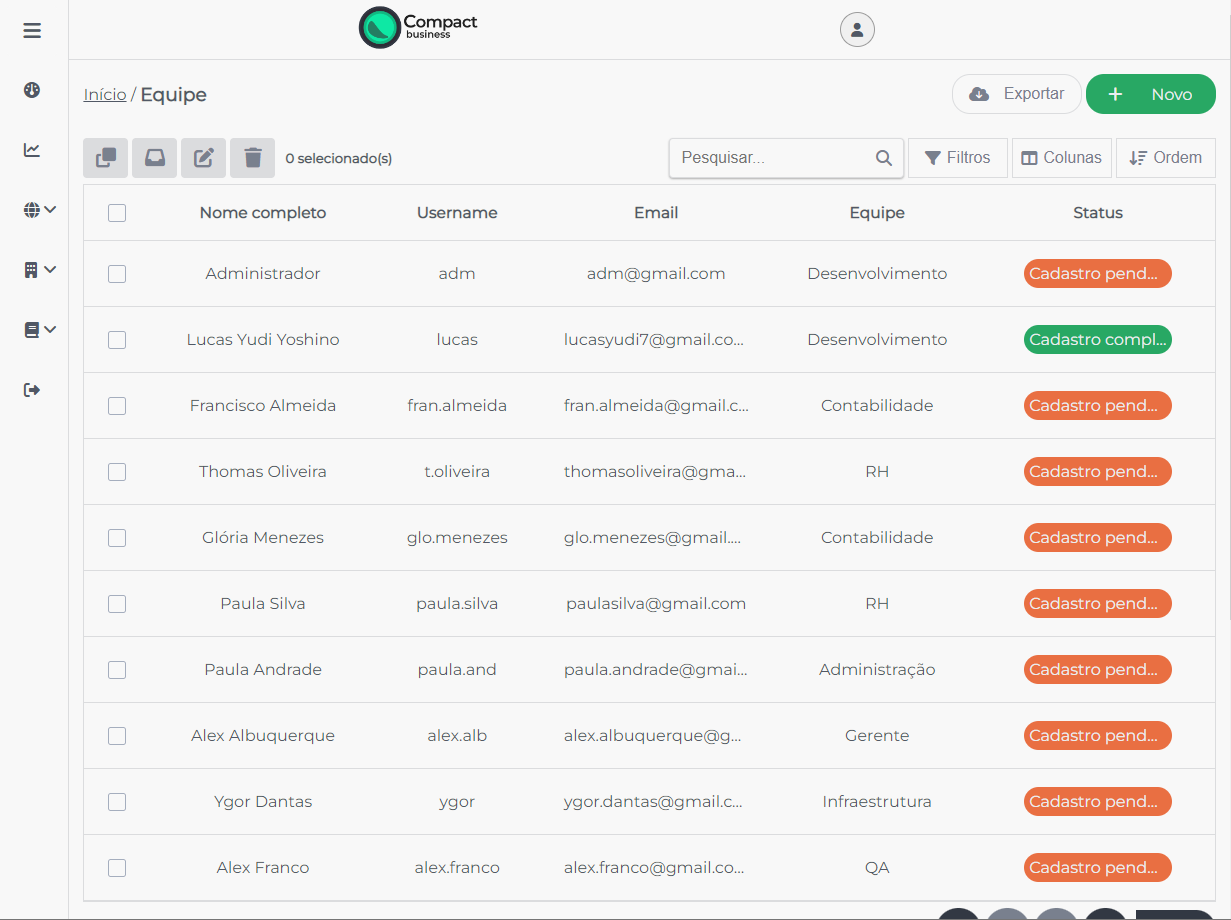 Compact
business
Início / Equipe
Exportar
+ Novo
0 selecionado(s)
Pesquisar...
Filtros
Colunas
Ordem
Nome completo Username Email Equipe Status
Administrador adm adm@gmail.com Desenvolvimento Cadastro pend...
Lucas Yudi Yoshino lucas lucasyudi7@gmail.co... Desenvolvimento Cadastro compl...
Francisco Almeida fran.almeida fran.almeida@gmail.c... Contabilidade Cadastro pend...
Thomas Oliveira t.oliveira thomasoliveira@gma... RH Cadastro pend...
Glória Menezes glo.menezes glo.menezes@gmail.... Contabilidade Cadastro pend...
Paula Silva paula.silva paulasilva@gmail.com RH Cadastro pend...
Paula Andrade paula.and paula.andrade@gmai... Administração Cadastro pend...
Alex Albuquerque alex.alb alex.albuquerque@g... Gerente Cadastro pend...
Ygor Dantas ygor ygor.dantas@gmail.c... Infraestrutura Cadastro pend...
Alex Franco alex.franco alex.franco@gmail.co... QA Cadastro pend...